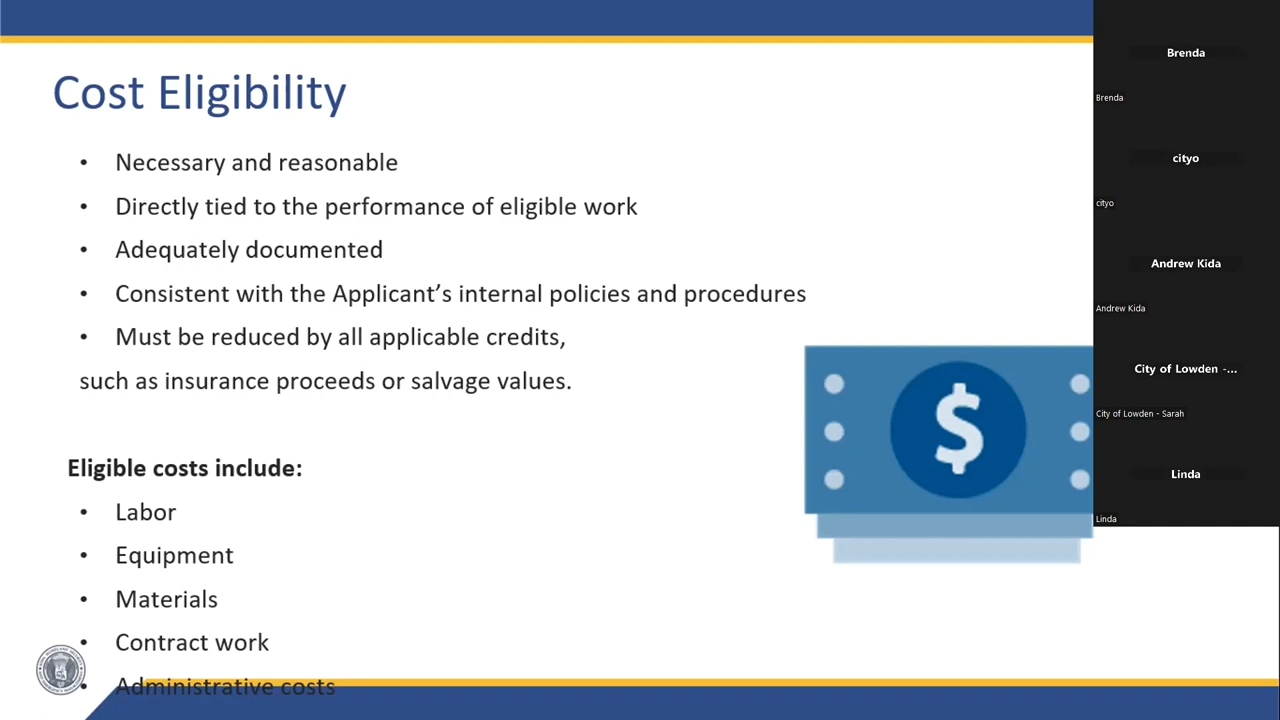 Cost Eligibility
• Necessary and reasonable
• Directly tied to the performance of eligible work
• Adequately documented
• Consistent with the Applicant’s internal policies and procedures
• Must be reduced by all applicable credits,
such as insurance proceeds or salvage values.
Eligible costs include:
• Labor
• Equipment
• Materials
• Contract work
• Administrative costs
$
Brenda
Brenda
cityo
cityo
Andrew Kida
Andrew Kida
City of Lowden -...
City of Lowden - Sarah
Linda
Linda